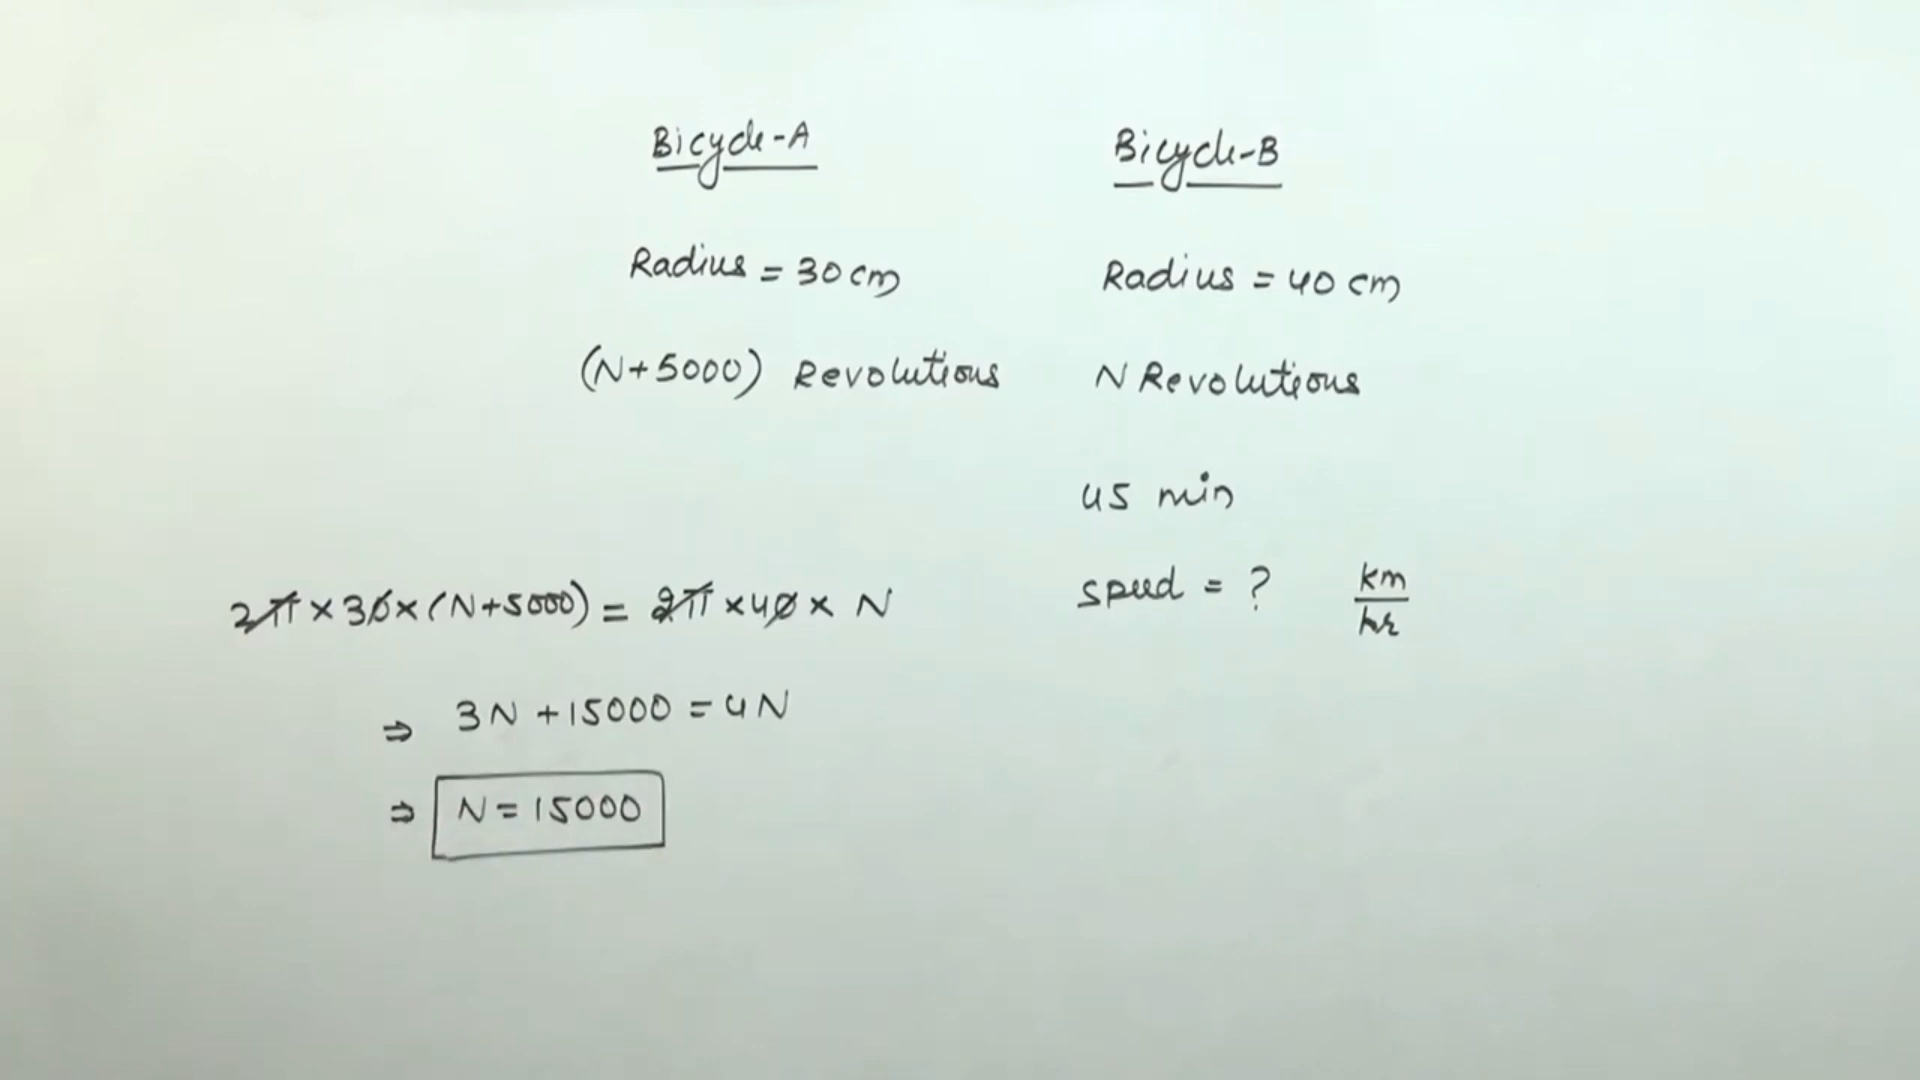 Bicycle-A
Radius = 30 cm
(N+5000) Revolutions
Bicycle-B
Radius = 40 cm
N Revolutions
45 min
speed = ? km/hr
2π × 30 × (N+5000) = 2π × 40 × N
⇒ 3N + 15000 = 4N
⇒ N = 15000